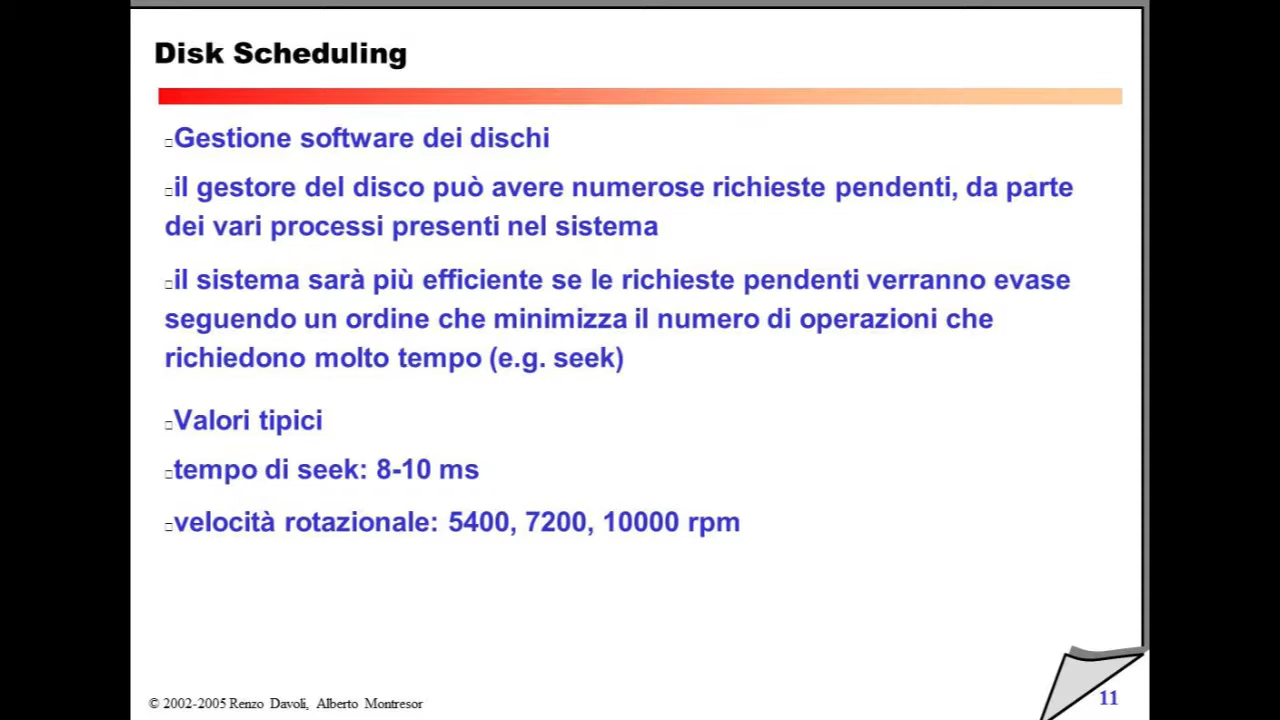 Disk Scheduling
Gestione software dei dischi
il gestore del disco può avere numerose richieste pendenti, da parte
dei vari processi presenti nel sistema
il sistema sarà più efficiente se le richieste pendenti verranno evase
seguendo un ordine che minimizza il numero di operazioni che
richiedono molto tempo (e.g. seek)
Valori tipici
tempo di seek: 8-10 ms
velocità rotazionale: 5400, 7200, 10000 rpm
© 2002-2005 Renzo Davoli, Alberto Montresor
11